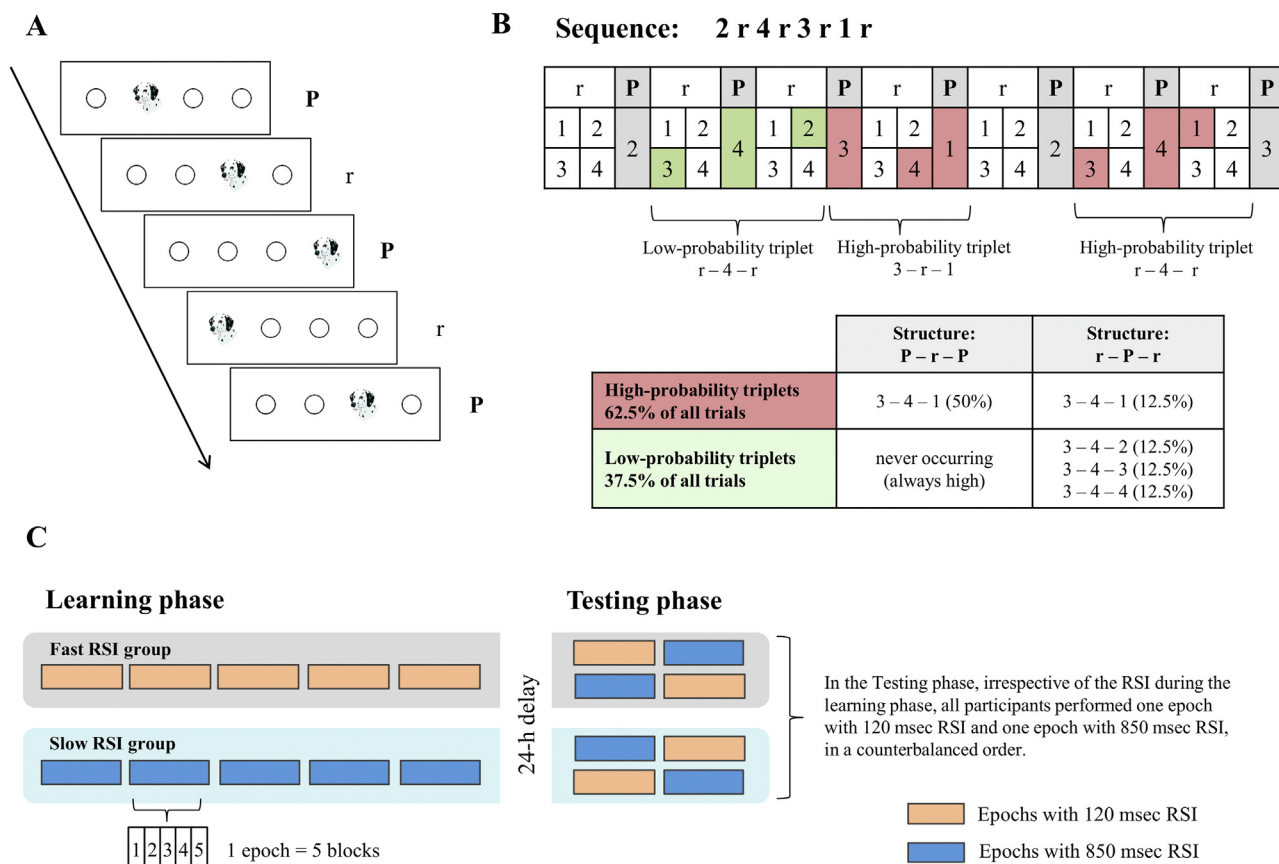 A
P
r
P
r
P
B
Sequence: 2 r 4 r 3 r 1 r
r P r P r P r P r P r P r P
1 2 1 2 1 2 1 2 1 2 1 2 1 2
2 4 3 1 2 4 3
3 4 3 4 3 4 3 4 3 4 3 4 3 4
Low-probability triplet
r – 4 – r
High-probability triplet
3 – r – 1
High-probability triplet
r – 4 – r
Structure:
P – r – P
Structure:
r – P – r
High-probability triplets
62.5% of all trials
3 – 4 – 1 (50%)
3 – 4 – 1 (12.5%)
Low-probability triplets
37.5% of all trials
never occurring
(always high)
3 – 4 – 2 (12.5%)
3 – 4 – 3 (12.5%)
3 – 4 – 4 (12.5%)
C
Learning phase
Testing phase
Fast RSI group
Slow RSI group
24-h delay
In the Testing phase, irrespective of the RSI during the
learning phase, all participants performed one epoch
with 120 msec RSI and one epoch with 850 msec RSI,
in a counterbalanced order.
1 2 3 4 5
1 epoch = 5 blocks
Epochs with 120 msec RSI
Epochs with 850 msec RSI